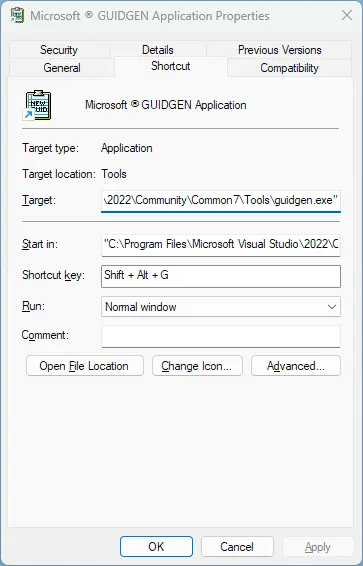 Microsoft ® GUIDGEN Application Properties
Security Details Previous Versions
General Shortcut Compatibility
NEW
GUID
Microsoft ® GUIDGEN Application
Target type: Application
Target location: Tools
Target: \2022\Community\Common7\Tools\guidgen.exe"
Start in: "C:\Program Files\Microsoft Visual Studio\2022\C
Shortcut key: Shift + Alt + G
Run: Normal window
Comment:
Open File Location Change Icon... Advanced...
OK Cancel Apply